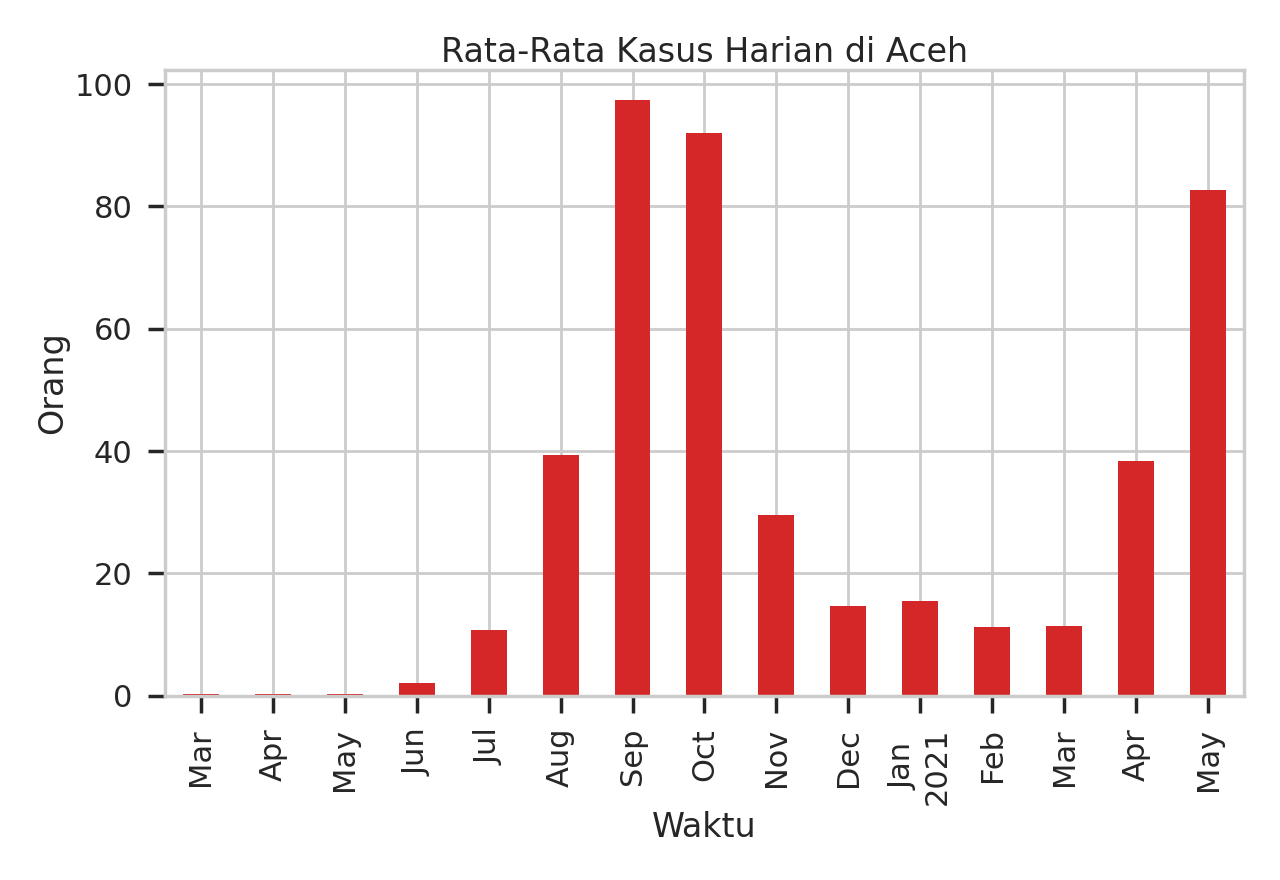 Rata-Rata Kasus Harian di Aceh
100
80
60
40
20
0
Orang
Mar
Apr
May
Jun
Jul
Aug
Sep
Oct
Nov
Dec
Jan
2021
Feb
Mar
Apr
May
Waktu